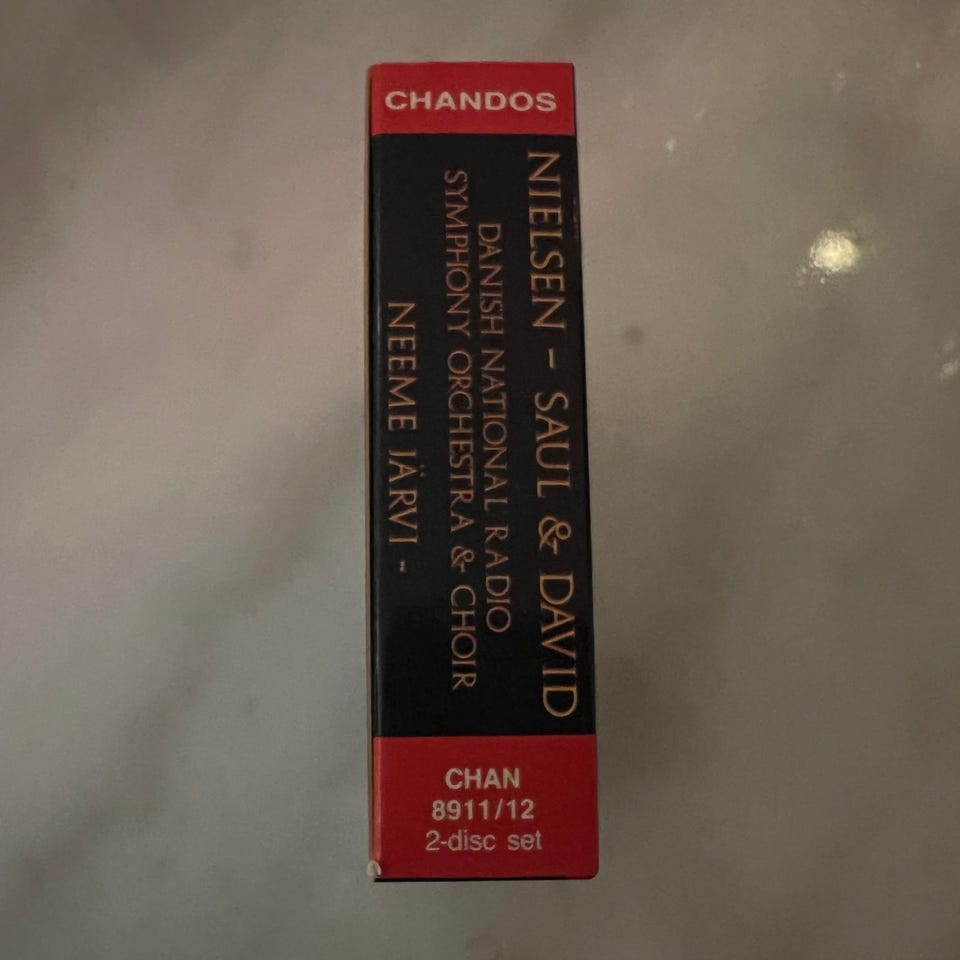 CHANDOS
NIELSEN - SAUL & DAVID
DANISH NATIONAL RADIO
SYMPHONY ORCHESTRA & CHOIR
NEEME JÄRVI -
CHAN
8911/12
2-disc set